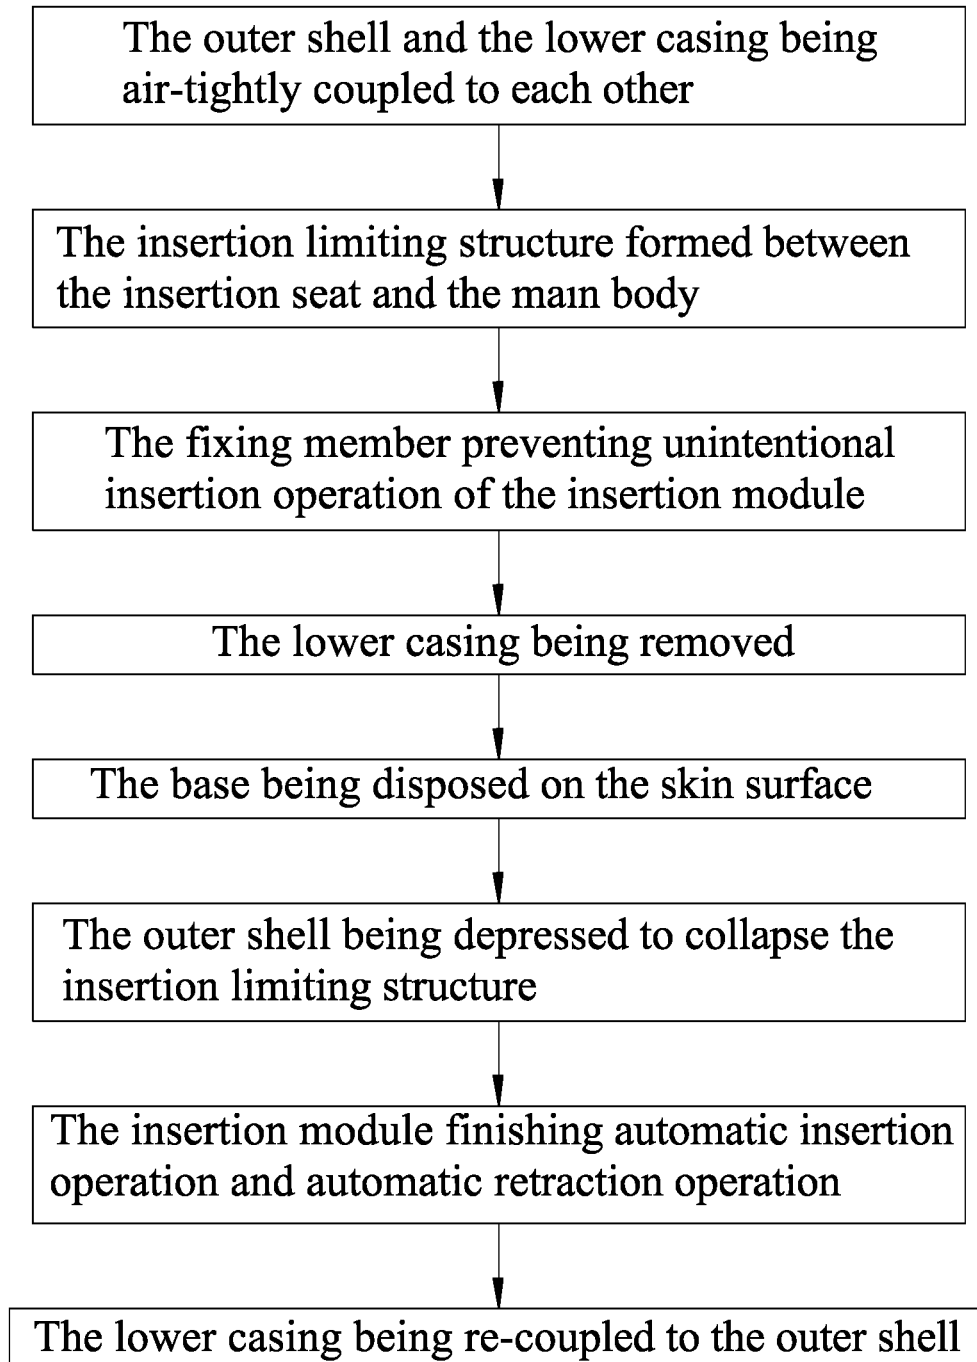 The outer shell and the lower casing being
air-tightly coupled to each other
The insertion limiting structure formed between
the insertion seat and the main body
The fixing member preventing unintentional
insertion operation of the insertion module
The lower casing being removed
The base being disposed on the skin surface
The outer shell being depressed to collapse the
insertion limiting structure
The insertion module finishing automatic insertion
operation and automatic retraction operation
The lower casing being re-coupled to the outer shell